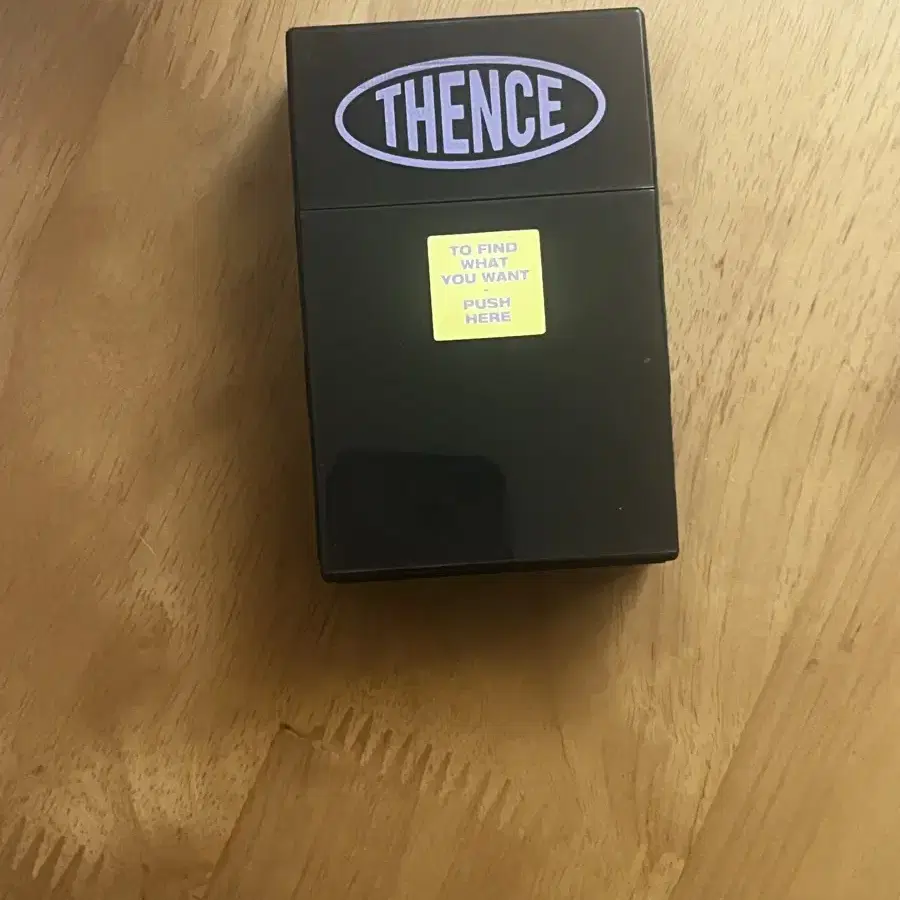 THENCE
TO FIND
WHAT
YOU WANT
-
PUSH
HERE